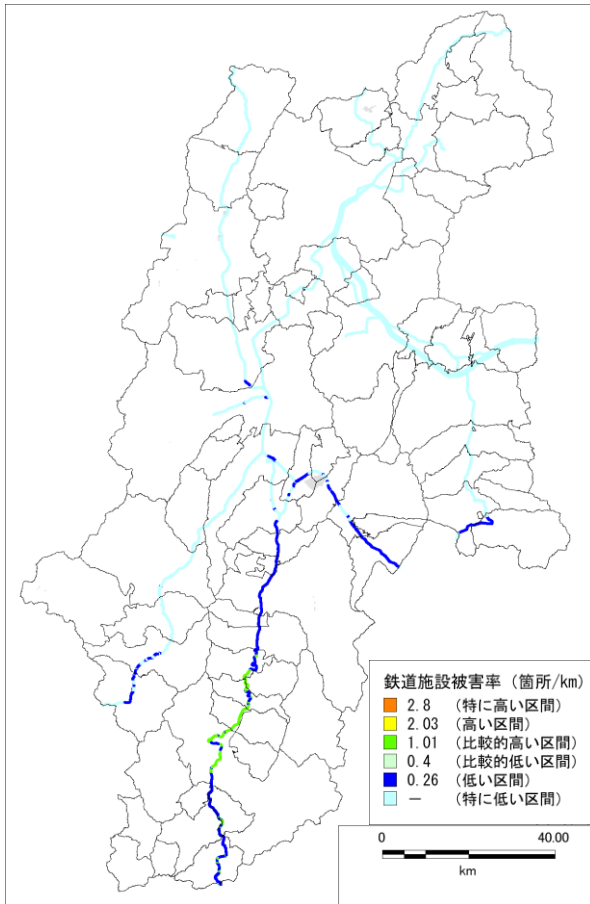 鉄道施設被害率（箇所/km）
2.8 （特に高い区間）
2.03 （高い区間）
1.01 （比較的高い区間）
0.4 （比較的低い区間）
0.26 （低い区間）
― （特に低い区間）
0 40.00
km